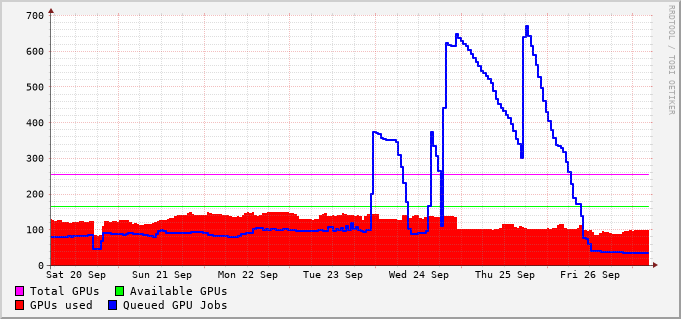 700
600
500
400
300
200
100
0
Sat 20 Sep Sun 21 Sep Mon 22 Sep Tue 23 Sep Wed 24 Sep Thu 25 Sep Fri 26 Sep
Total GPUs Available GPUs
GPUs used Queued GPU Jobs
RRDTOOL / TOBI OETIKER